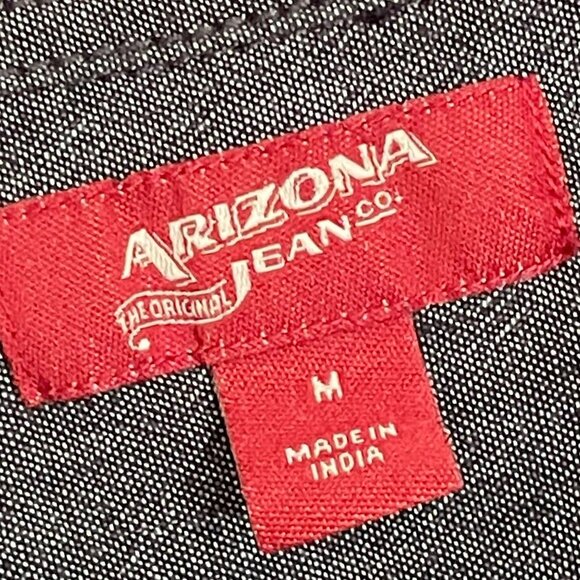 ARIZONA
JEAN CO.
THE ORIGINAL
M
MADE IN
INDIA